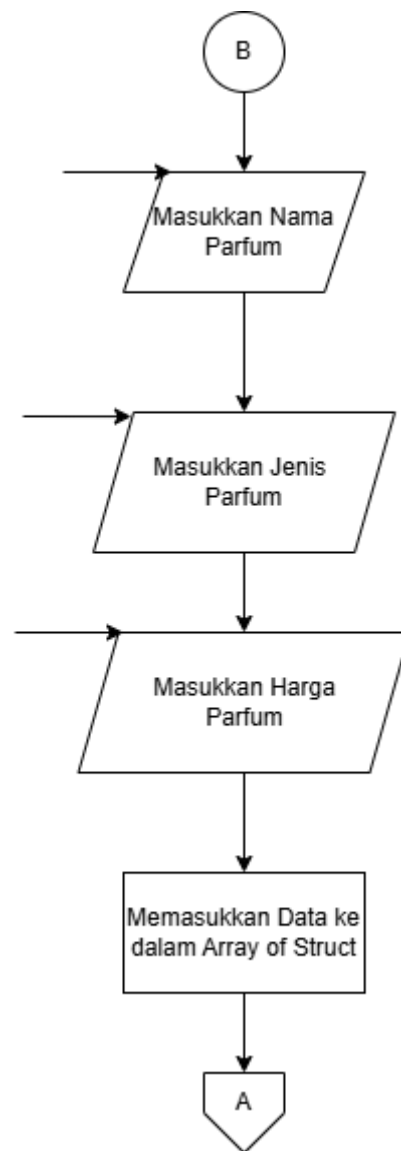 B
Masukkan Nama
Parfum
Masukkan Jenis
Parfum
Masukkan Harga
Parfum
Memasukkan Data ke
dalam Array of Struct
A